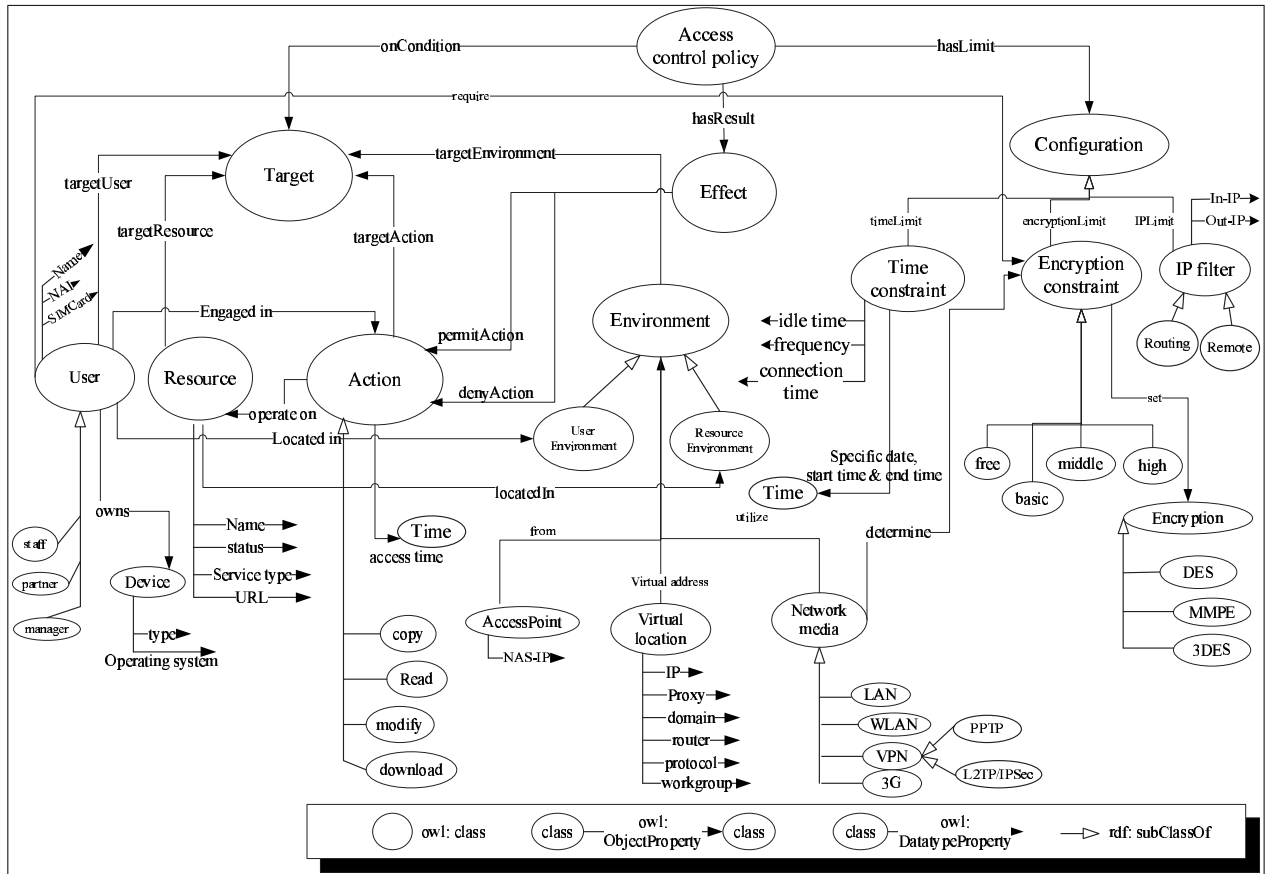 Access
control policy
onCondition
hasLimit
require
hasResult
Configuration
targetEnvironment
Target
Effect
targetUser
timeLimit
encryptionLimit
IPLimit
In-IP
Out-IP
targetResource
targetAction
Name
NAI
SIMCard
Time
constraint
Encryption
constraint
IP filter
Engaged in
permitAction
Environment
idle time
frequency
connection
time
Routing
Remote
User
Resource
Action
denyAction
operate on
Located in
User
Environment
Resource
Environment
set
free
middle
high
basic
Specific date,
start time & end time
Time
utilize
locatedIn
owns
Name
status
Service type
URL
Time
access time
from
determine
Encryption
staff
partner
manager
Device
type
Operating system
Virtual address
AccessPoint
NAS-IP
Virtual
location
Network
media
DES
MMPE
3DES
copy
Read
modify
download
IP
Proxy
domain
router
protocol
workgroup
LAN
WLAN
VPN
3G
PPTP
L2TP/IPSec
owl: class
class
owl:
ObjectProperty
class
class
owl:
DatatypeProperty
rdf: subClassOf